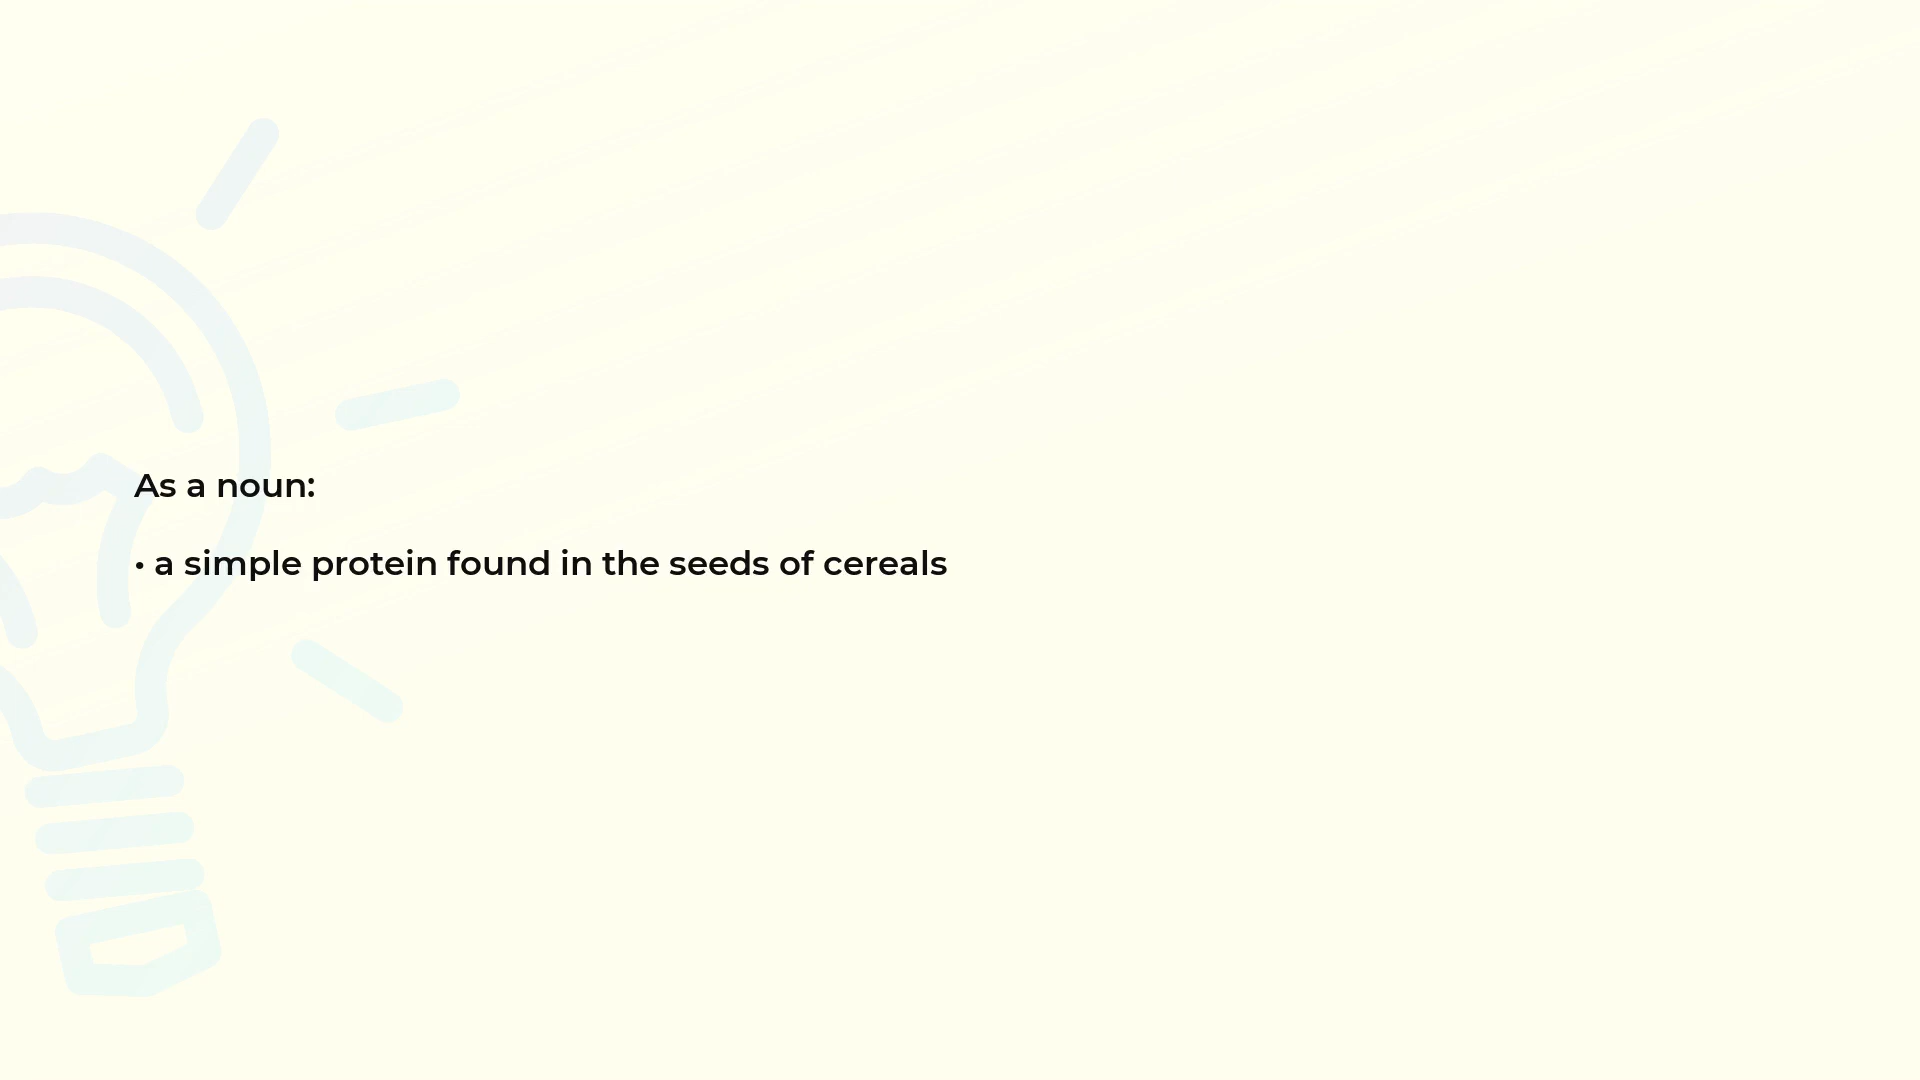 As a noun:
• a simple protein found in the seeds of cereals